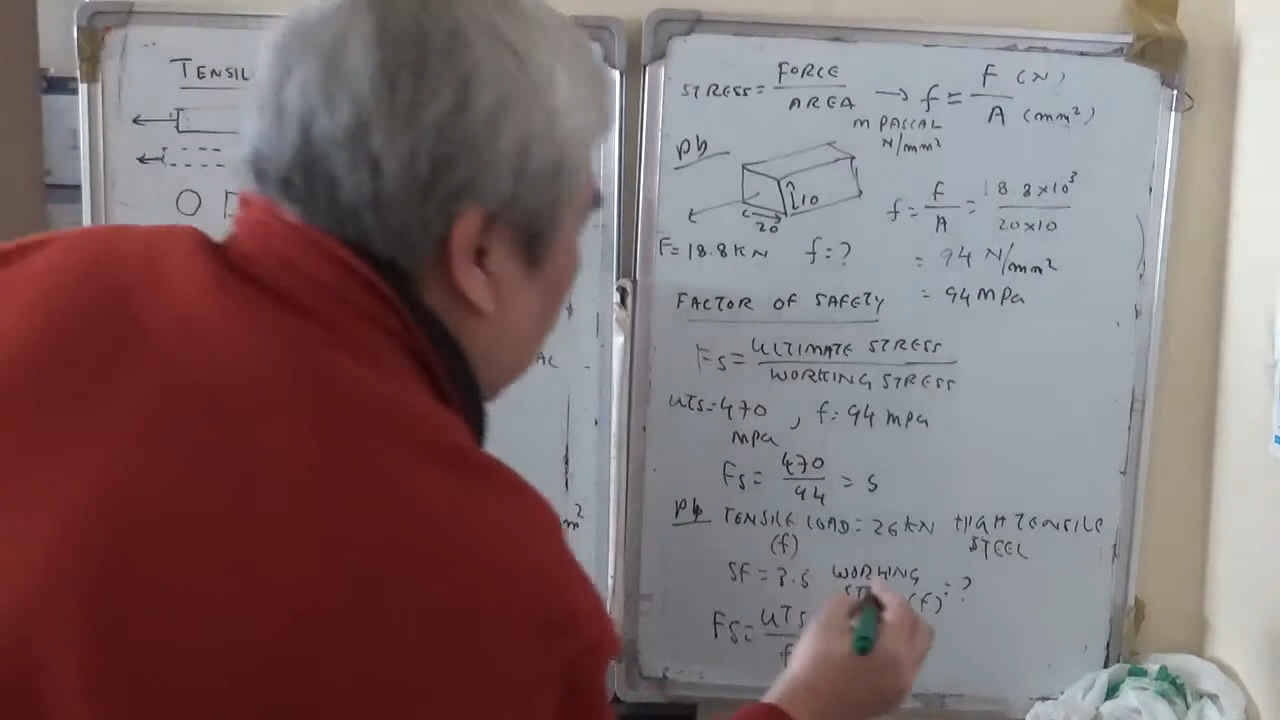 TENSIL
AC
m²
STRESS = FORCE / AREA → f = F (N) / A (mm²)
M PASCAL
N/mm²
Pb
10
20
f = F / A = 18.8×10³ / 20×10
F = 18.8 KN f = ?
= 94 N/mm²
= 94 MPa
FACTOR OF SAFETY
FS = ULTIMATE STRESS / WORKING STRESS
UTS = 470 MPa, f = 94 MPa
FS = 470 / 94 = 5
Pb TENSILE LOAD = 26 KN HIGH TENSILE STEEL
(f)
SF = 3.5 WORKING
(f) = ?
FS = UTS / f